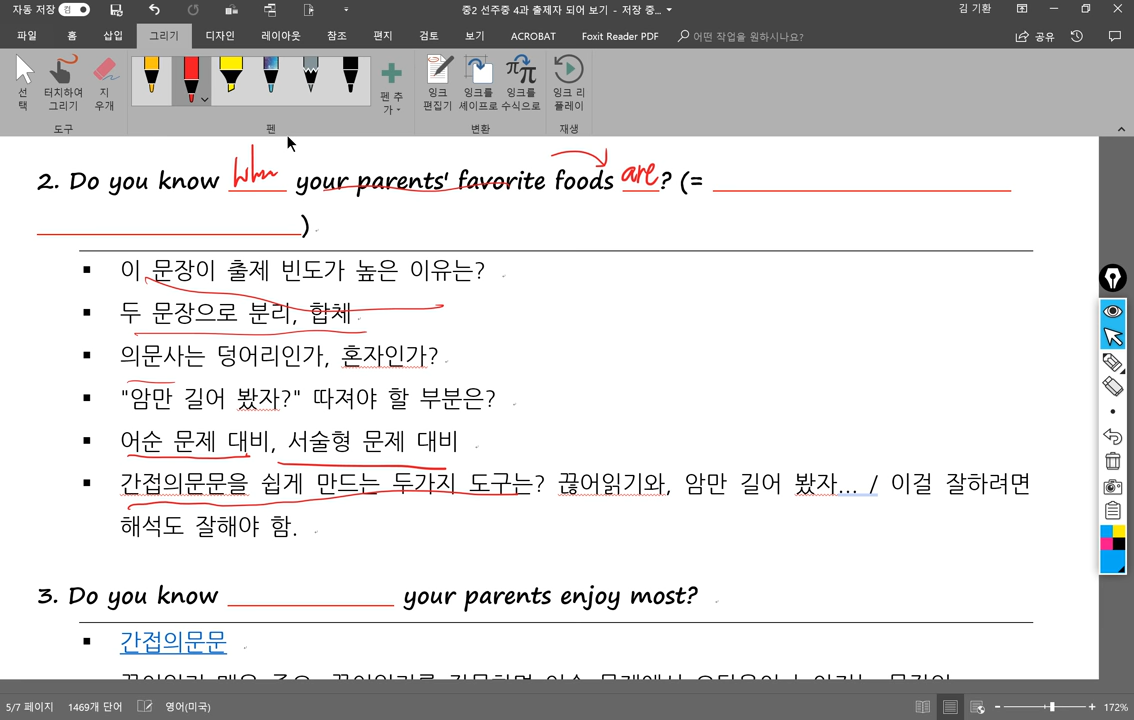 자동 저장 컴 중2 선주중 4과 출제자 되어 보기 - 저장 중... 김 기환
파일 홈 삽입 그리기 디자인 레이아웃 참조 편지 검토 보기 ACROBAT Foxit Reader PDF 어떤 작업을 원하시나요? 공유
선택 터치하여 그리기 지우개 펜 추가 잉크 편집기 잉크를 셰이프로 잉크를 수식으로 잉크 리플레이
도구 펜 변환 재생
2. Do you know what your parents' favorite foods are? (=
)
이 문장이 출제 빈도가 높은 이유는?
두 문장으로 분리, 합체
의문사는 덩어리인가, 혼자인가?
"암만 길어 봤자?" 따져야 할 부분은?
어순 문제 대비, 서술형 문제 대비
간접의문문을 쉽게 만드는 두가지 도구는? 끊어읽기와, 암만 길어 봤자... / 이걸 잘하려면
해석도 잘해야 함.
3. Do you know your parents enjoy most?
간접의문문
5/7 페이지 1469개 단어 영어(미국) 172%